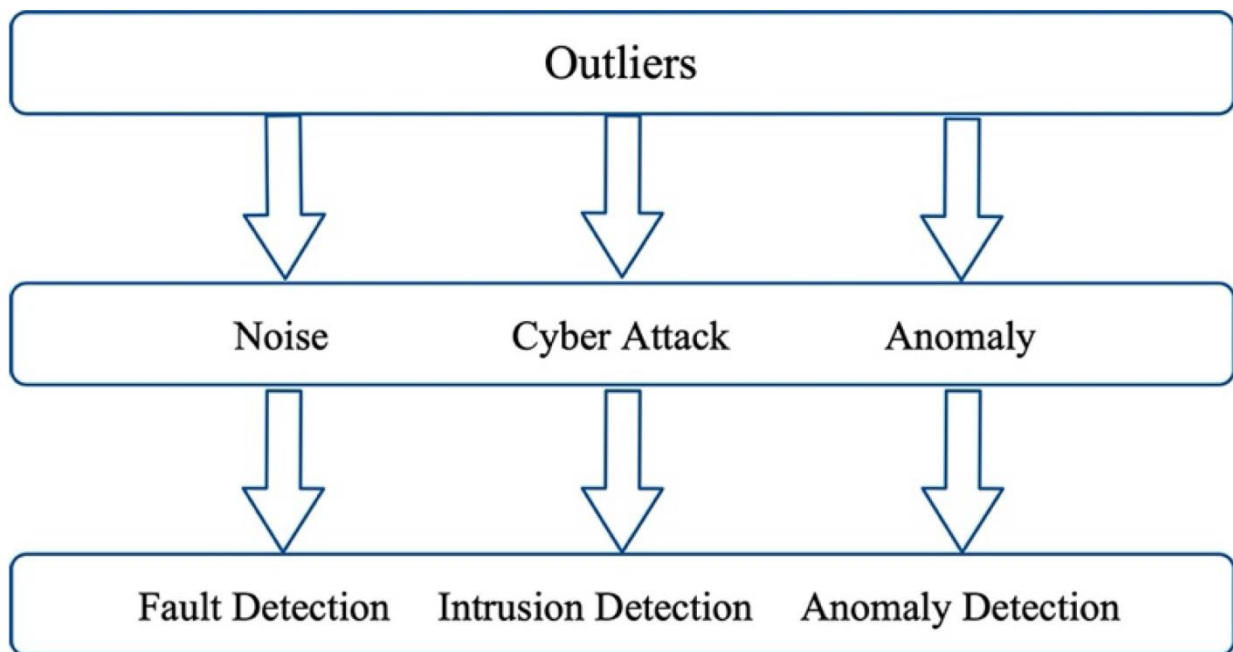 Outliers
Noise Cyber Attack Anomaly
Fault Detection Intrusion Detection Anomaly Detection